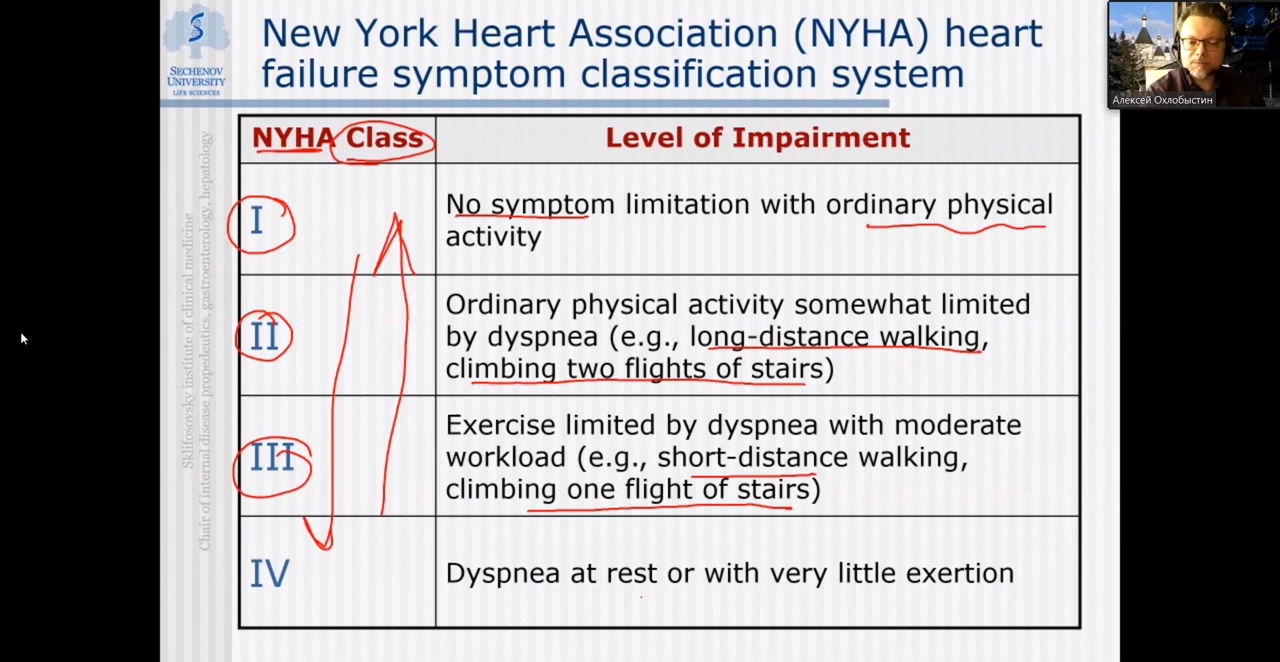 SECHENOV
UNIVERSITY
LIFE SCIENCES
New York Heart Association (NYHA) heart
failure symptom classification system
Алексей Охлобыстин
Sklifosovsky institute of clinical medicine
Chair of internal disease propedeutics, gastroenterology, hepatology
NYHA Class
Level of Impairment
I
No symptom limitation with ordinary physical
activity
II
Ordinary physical activity somewhat limited
by dyspnea (e.g., long-distance walking,
climbing two flights of stairs)
III
Exercise limited by dyspnea with moderate
workload (e.g., short-distance walking,
climbing one flight of stairs)
IV
Dyspnea at rest or with very little exertion